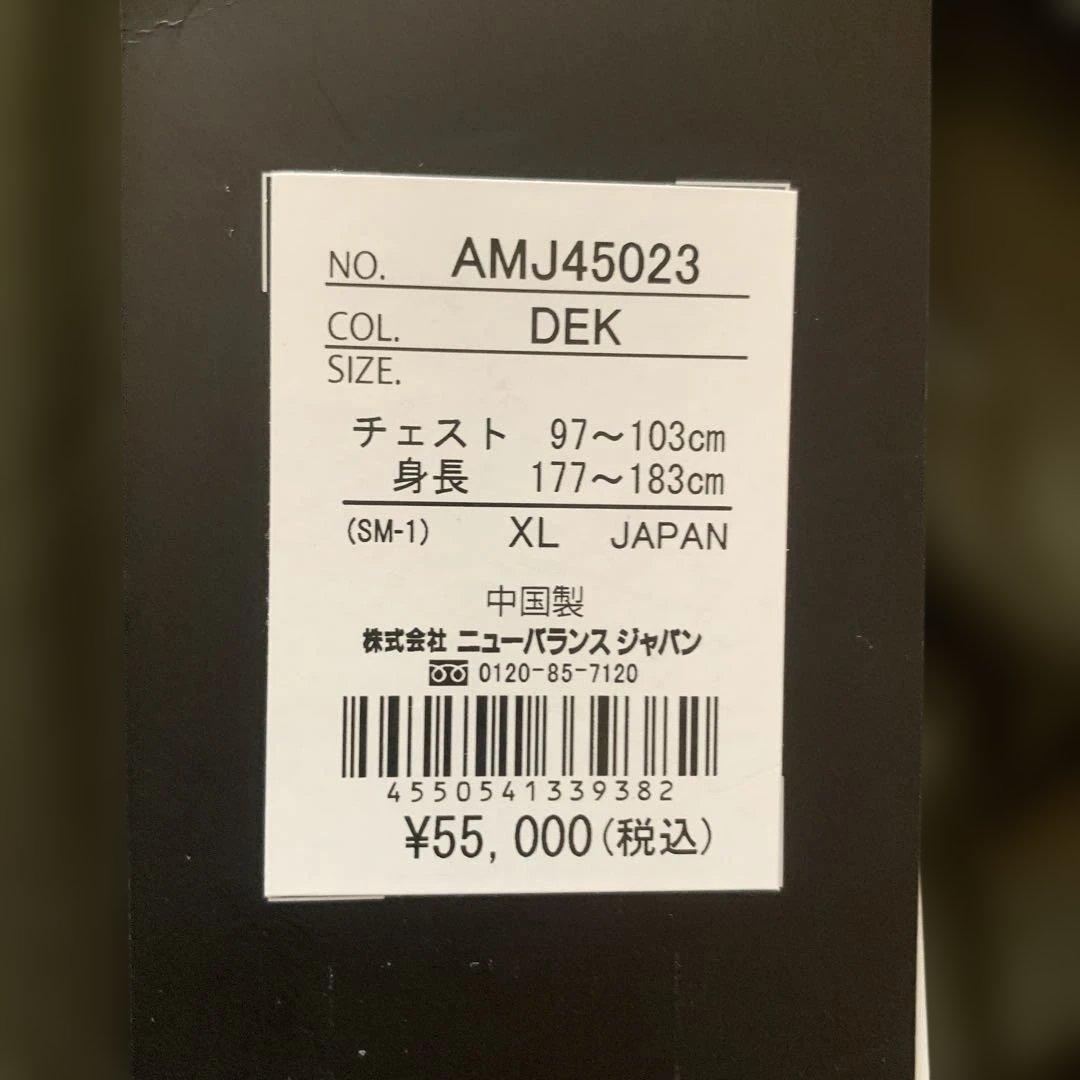 NO. AMJ45023
COL. DEK
SIZE.
チェスト 97～103cm
身長 177～183cm
(SM-1) XL JAPAN
中国製
株式会社 ニューバランス ジャパン
0120-85-7120
4550541339382
¥55,000(税込)